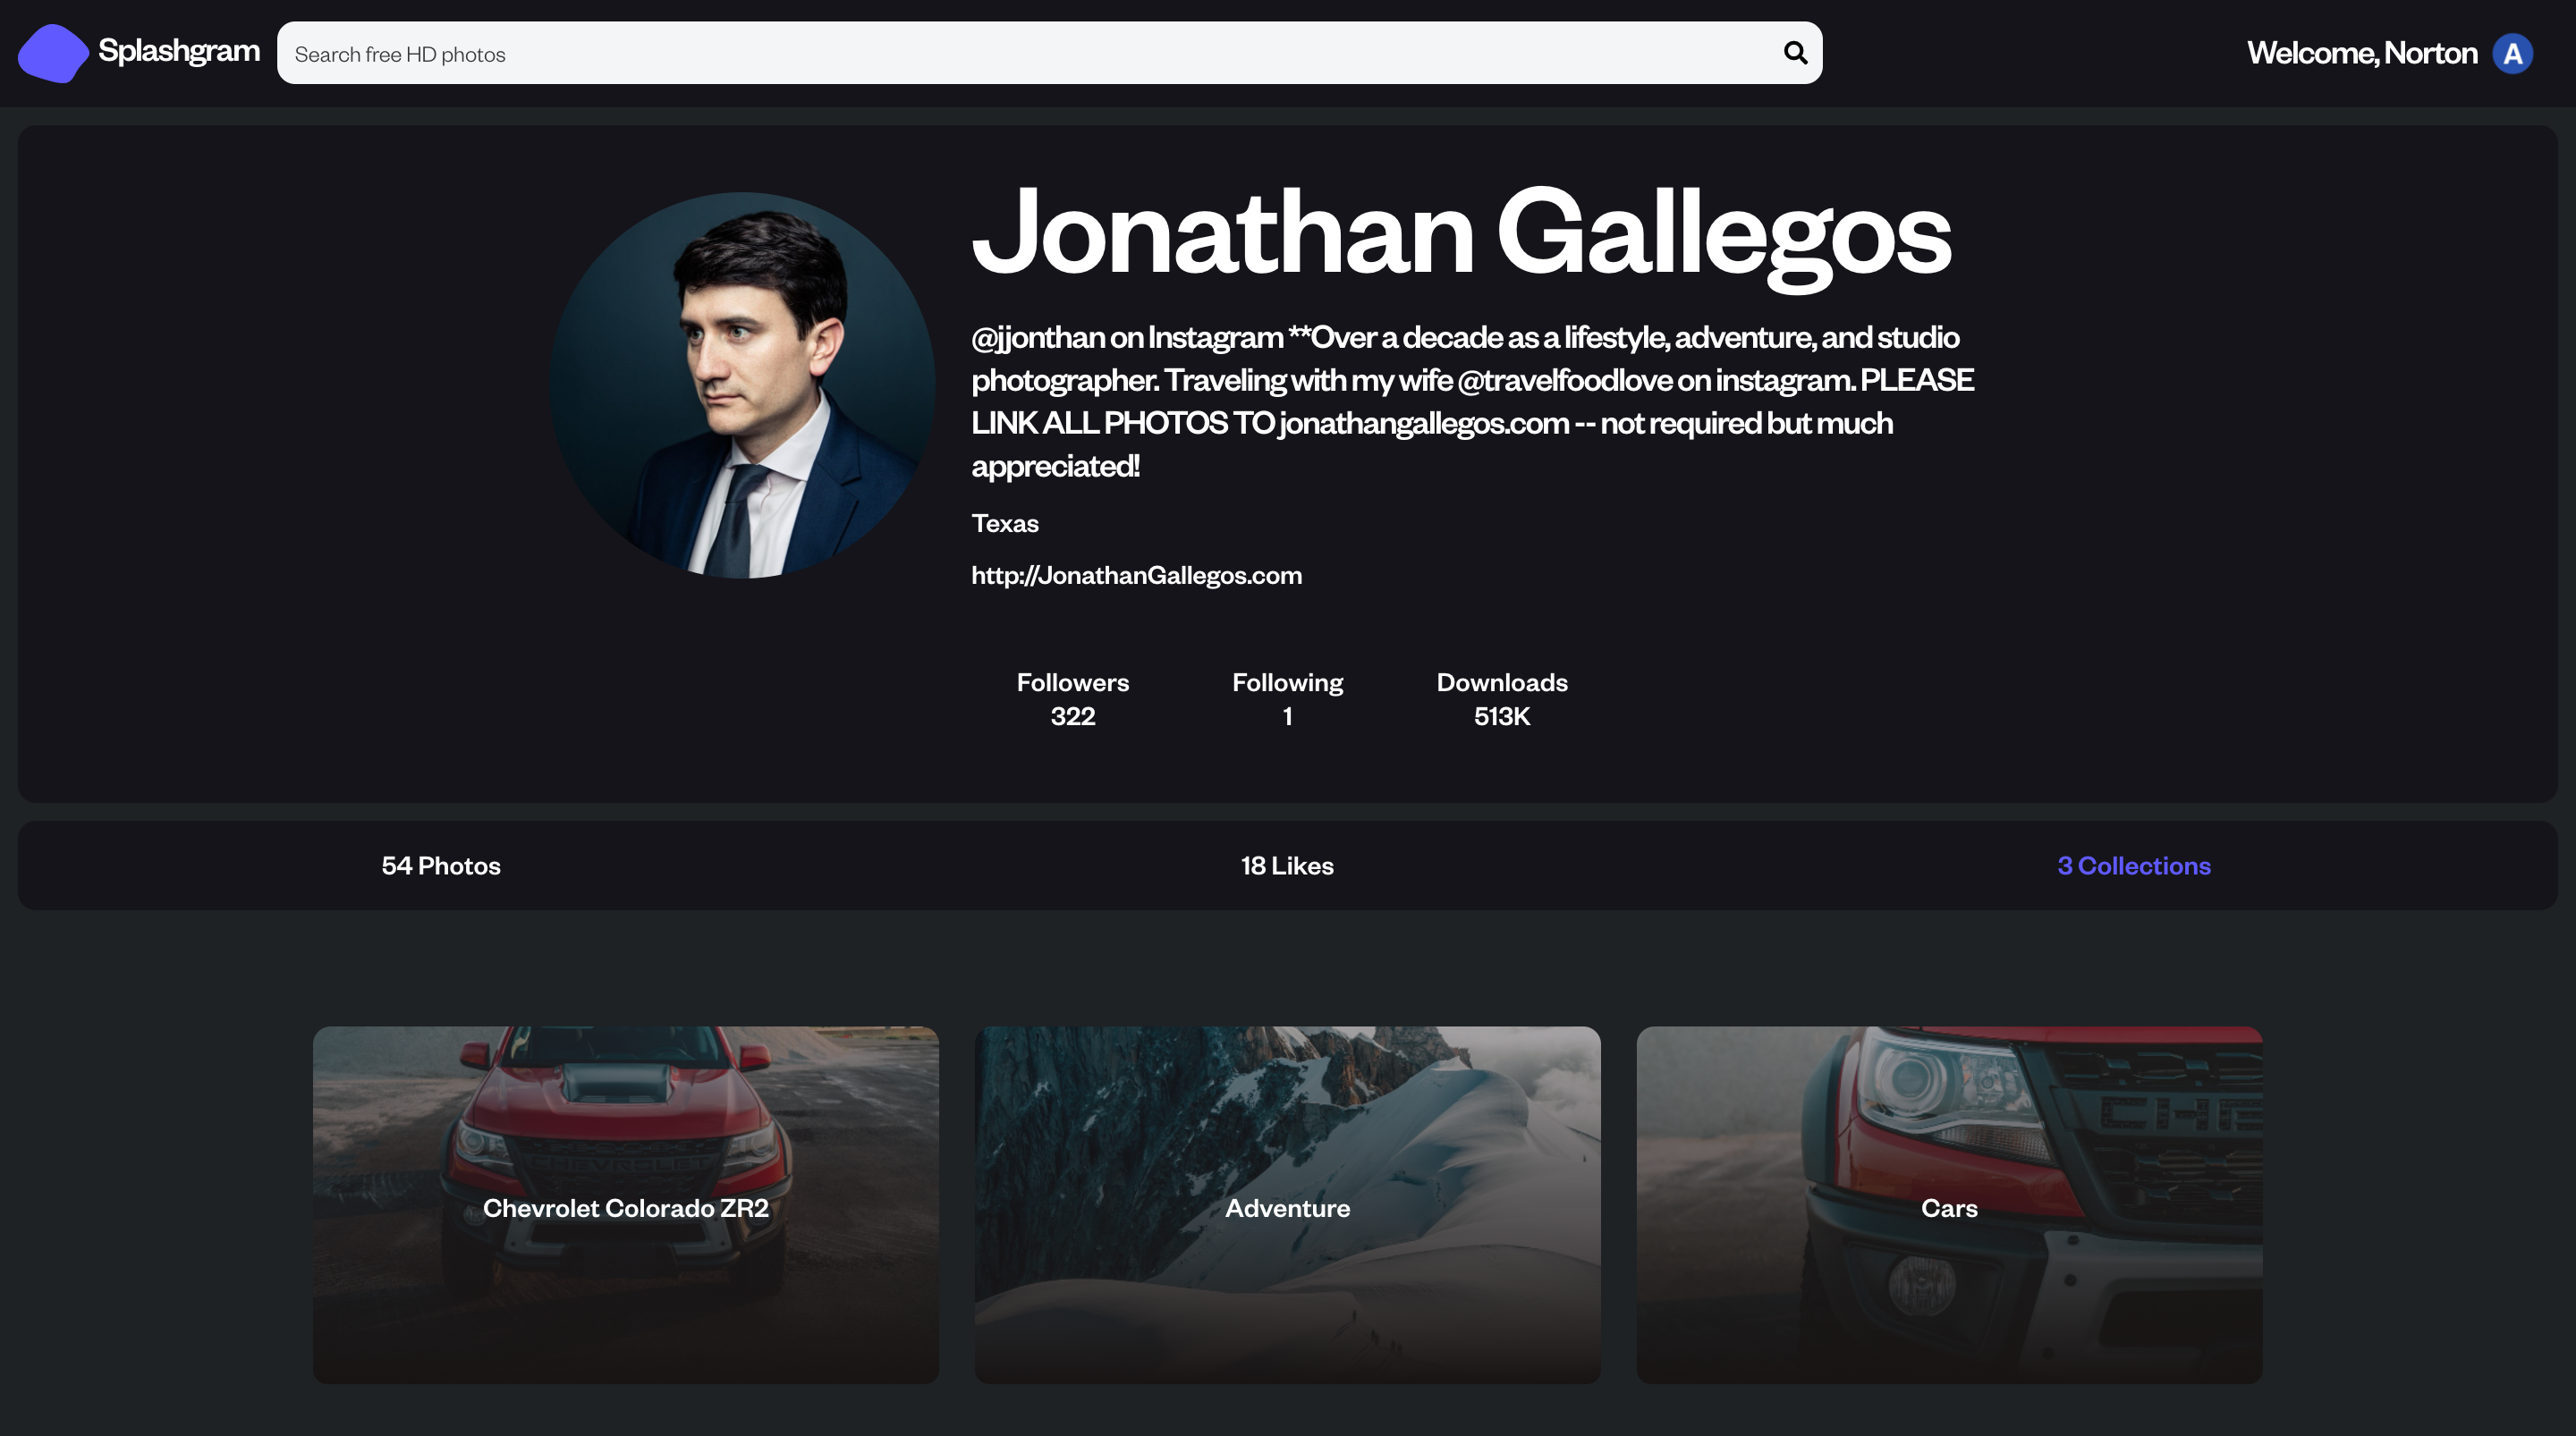 Splashgram
Search free HD photos
Welcome, Norton
A
Jonathan Gallegos
@jjonthan on Instagram **Over a decade as a lifestyle, adventure, and studio
photographer. Traveling with my wife @travelfoodlove on instagram. PLEASE
LINK ALL PHOTOS TO jonathangallegos.com -- not required but much
appreciated!
Texas
http://JonathanGallegos.com
Followers
322
Following
1
Downloads
513K
54 Photos
18 Likes
3 Collections
CHEVROLET
Chevrolet Colorado ZR2
Adventure
CHE
Cars